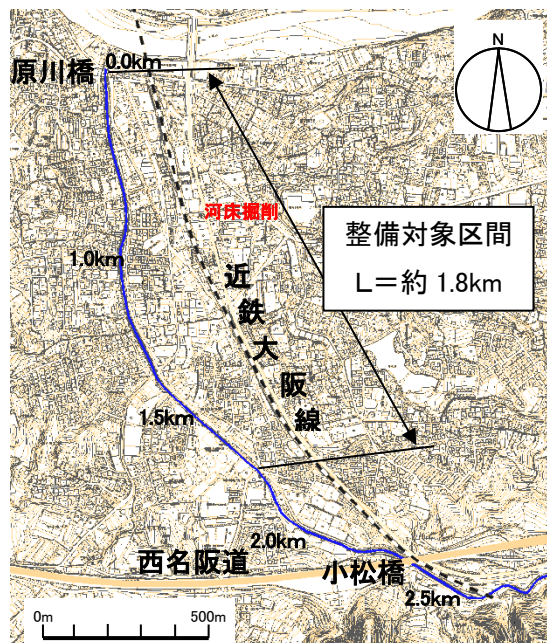 原川橋
0.0km
N
河床掘削
整備対象区間
L=約 1.8km
1.0km
近鉄大阪線
1.5km
2.0km
西名阪道
小松橋
2.5km
0m
500m